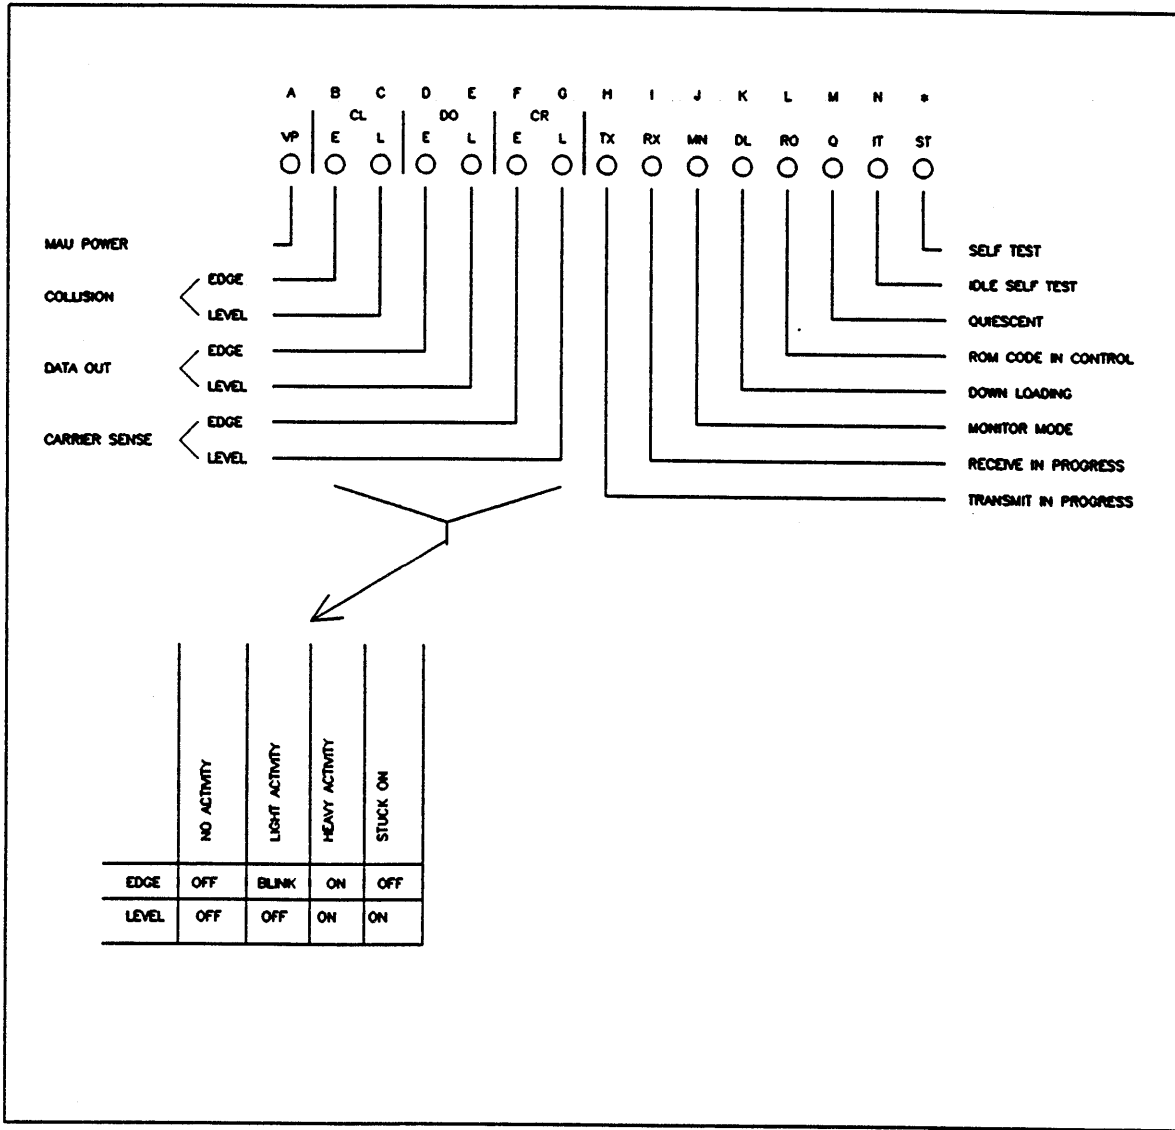 A B C D E F G H I J K L M N *
CL DO CR
VP E L E L E L TX RX MN DL RO Q IT ST
MAU POWER
COLLISION
EDGE
LEVEL
DATA OUT
EDGE
LEVEL
CARRIER SENSE
EDGE
LEVEL
SELF TEST
IDLE SELF TEST
QUIESCENT
ROM CODE IN CONTROL
DOWN LOADING
MONITOR MODE
RECEIVE IN PROGRESS
TRANSMIT IN PROGRESS
NO ACTIVITY
LIGHT ACTIVITY
HEAVY ACTIVITY
STUCK ON
EDGE OFF BLINK ON OFF
LEVEL OFF OFF ON ON